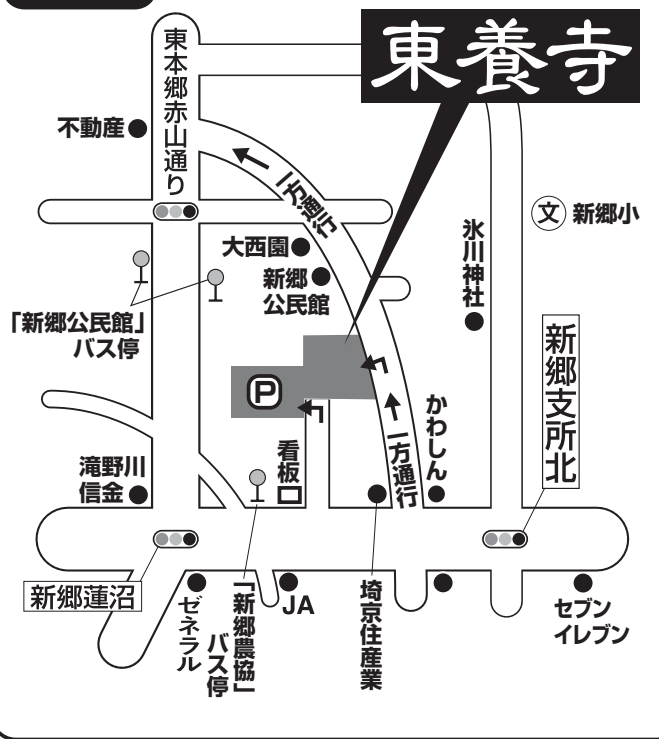 東養寺
東本郷赤山通り
不動産
一方通行
文 新郷小
大西園
氷川神社
新郷
公民館
「新郷公民館」
バス停
新郷支所北
P
かわしん
一方通行
看板
滝野川
信金
新郷蓮沼
ゼネラル
「新郷農協」
バス停
JA
埼京住産業
セブン
イレブン